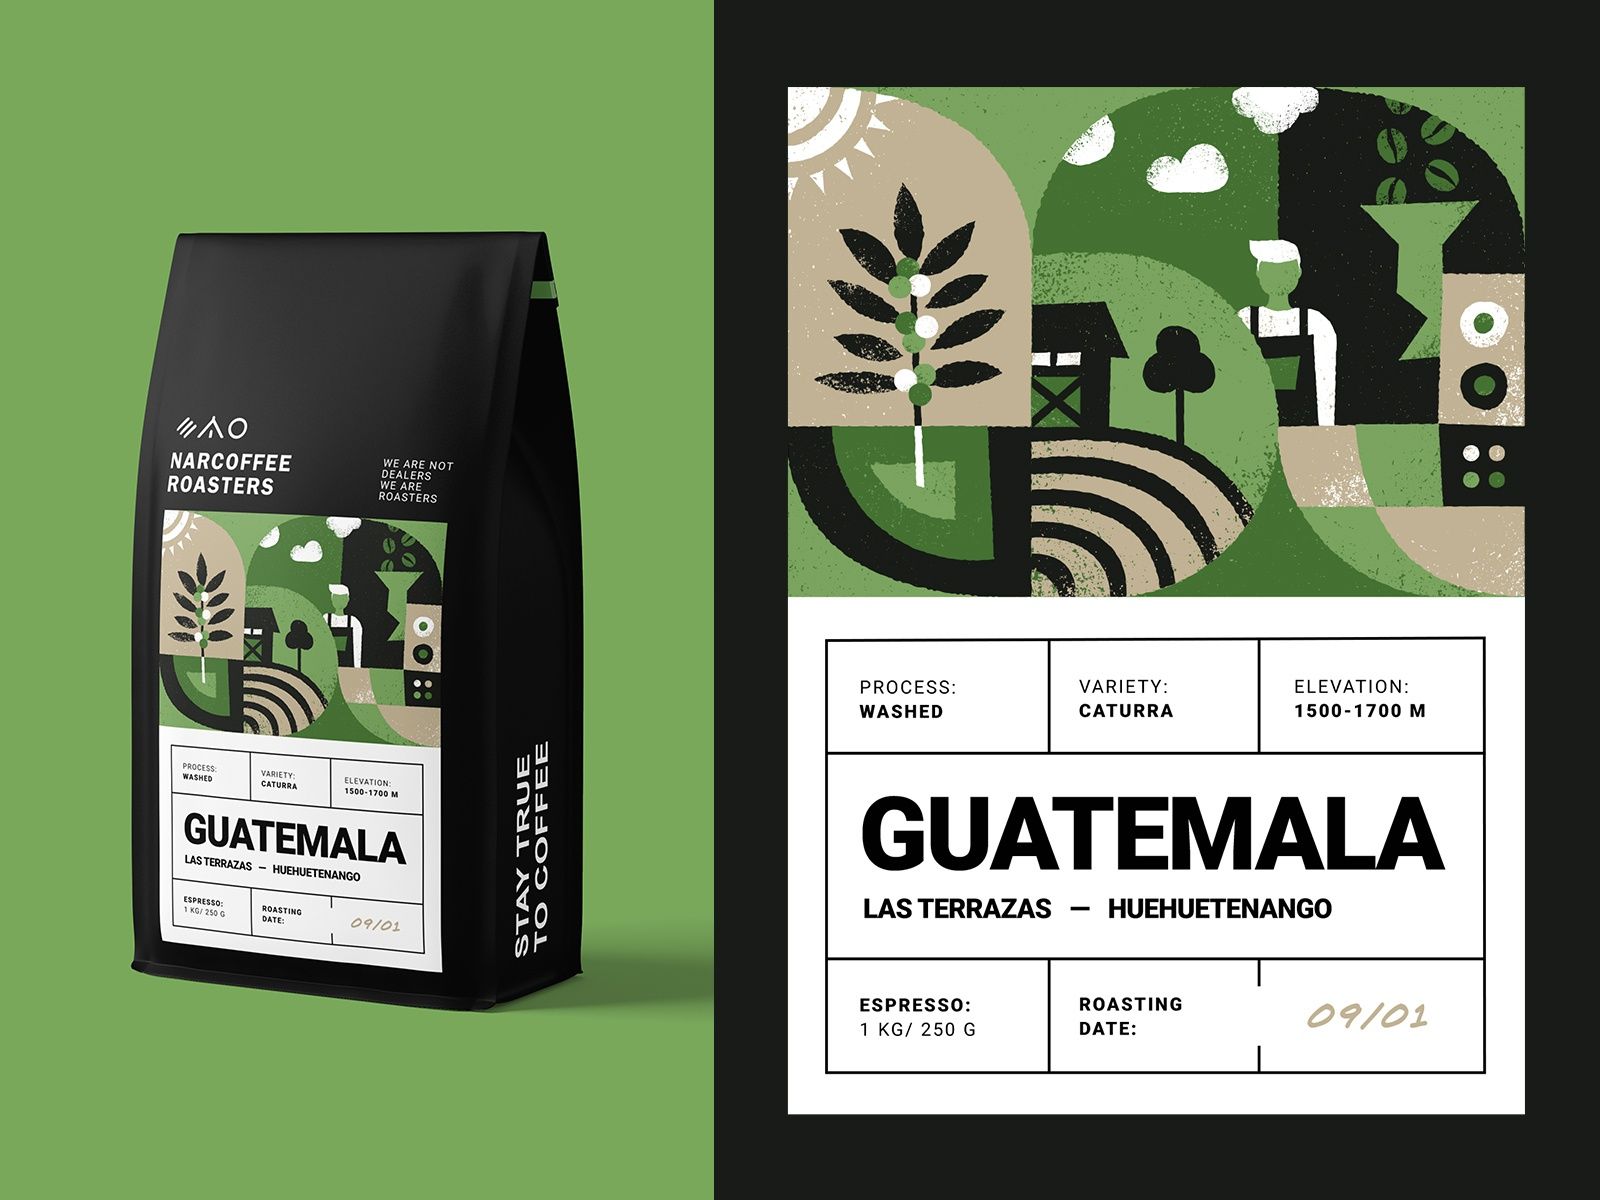 NARCOFFEE
ROASTERS
WE ARE NOT
DEALERS
WE ARE
ROASTERS
PROCESS:
WASHED
VARIETY:
CATURRA
ELEVATION:
1500-1700 M
GUATEMALA
LAS TERRAZAS — HUEHUETENANGO
ESPRESSO:
1 KG/ 250 G
ROASTING
DATE:
09/01
STAY TRUE
TO COFFEE
PROCESS:
WASHED
VARIETY:
CATURRA
ELEVATION:
1500-1700 M
GUATEMALA
LAS TERRAZAS — HUEHUETENANGO
ESPRESSO:
1 KG/ 250 G
ROASTING
DATE:
09/01